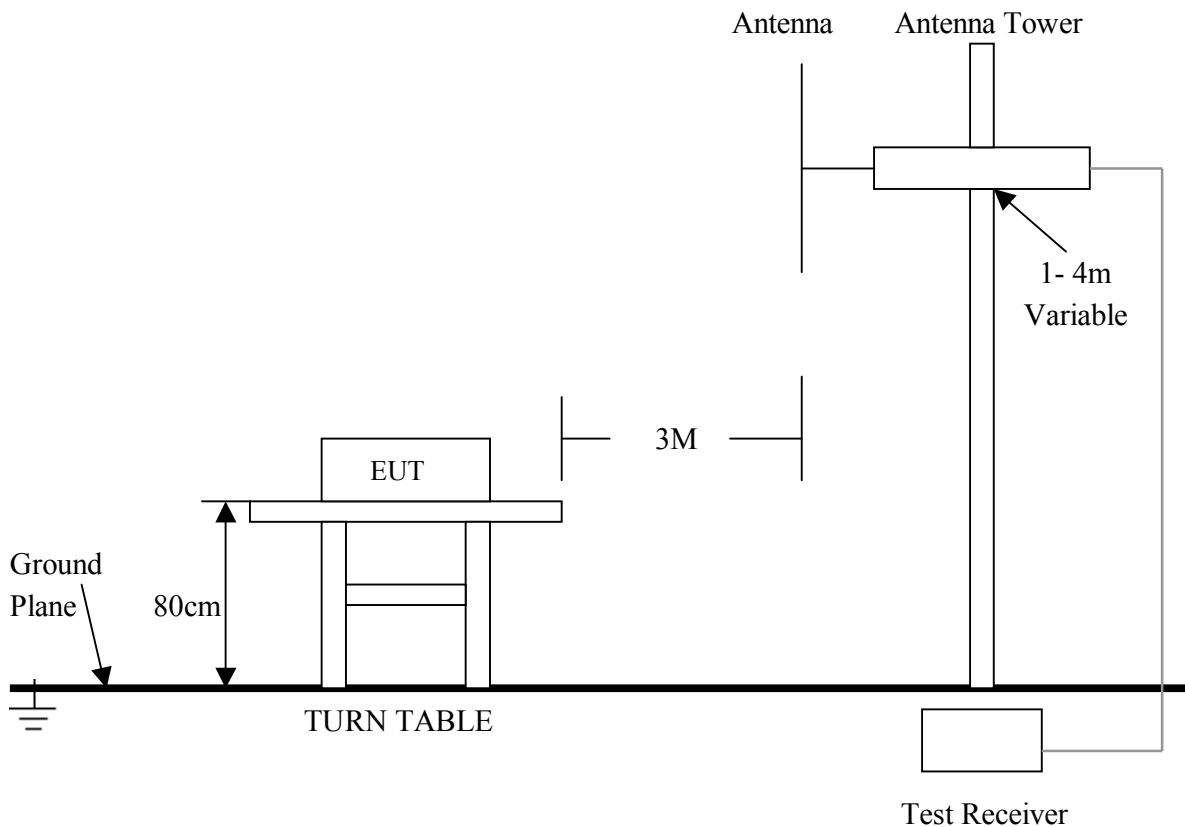 Antenna
Antenna Tower
1- 4m
Variable
3M
EUT
Ground
Plane
80cm
TURN TABLE
Test Receiver